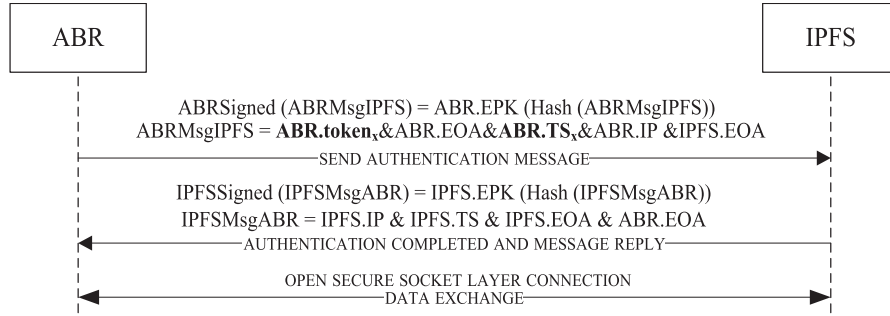 ABR
IPFS
ABRSigned (ABRMsgIPFS) = ABR.EPK (Hash (ABRMsgIPFS))
ABRMsgIPFS = ABR.tokenₓ&ABR.EOA&ABR.TSₓ&ABR.IP &IPFS.EOA
SEND AUTHENTICATION MESSAGE
IPFSSigned (IPFSMsgABR) = IPFS.EPK (Hash (IPFSMsgABR))
IPFSMsgABR = IPFS.IP & IPFS.TS & IPFS.EOA & ABR.EOA
AUTHENTICATION COMPLETED AND MESSAGE REPLY
OPEN SECURE SOCKET LAYER CONNECTION
DATA EXCHANGE